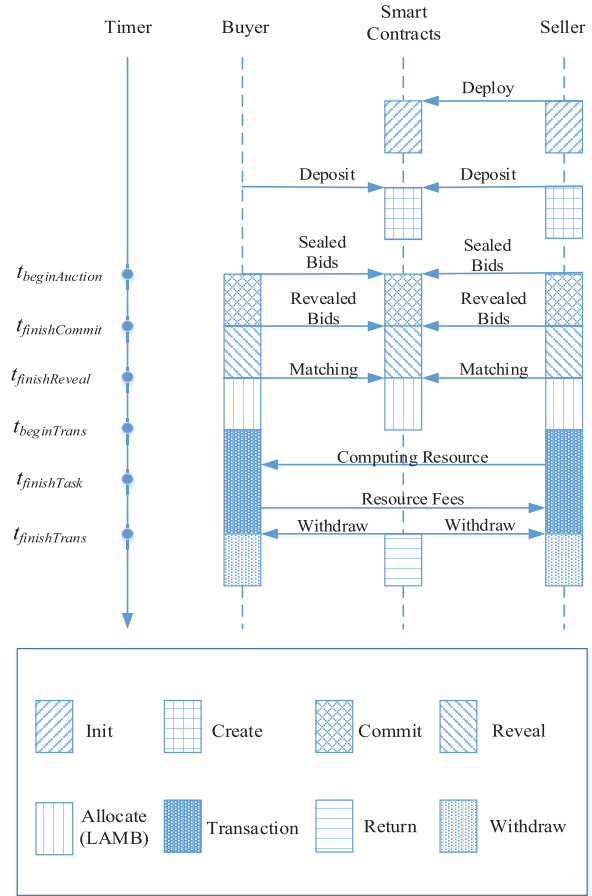 Timer
Buyer
Smart
Contracts
Seller
Deploy
Deposit
Deposit
Sealed
Bids
Sealed
Bids
t_beginAuction
Revealed
Bids
Revealed
Bids
t_finishCommit
Matching
Matching
t_finishReveal
t_beginTrans
Computing Resource
t_finishTask
Resource Fees
Withdraw
Withdraw
t_finishTrans
Init
Create
Commit
Reveal
Allocate
(LAMB)
Transaction
Return
Withdraw